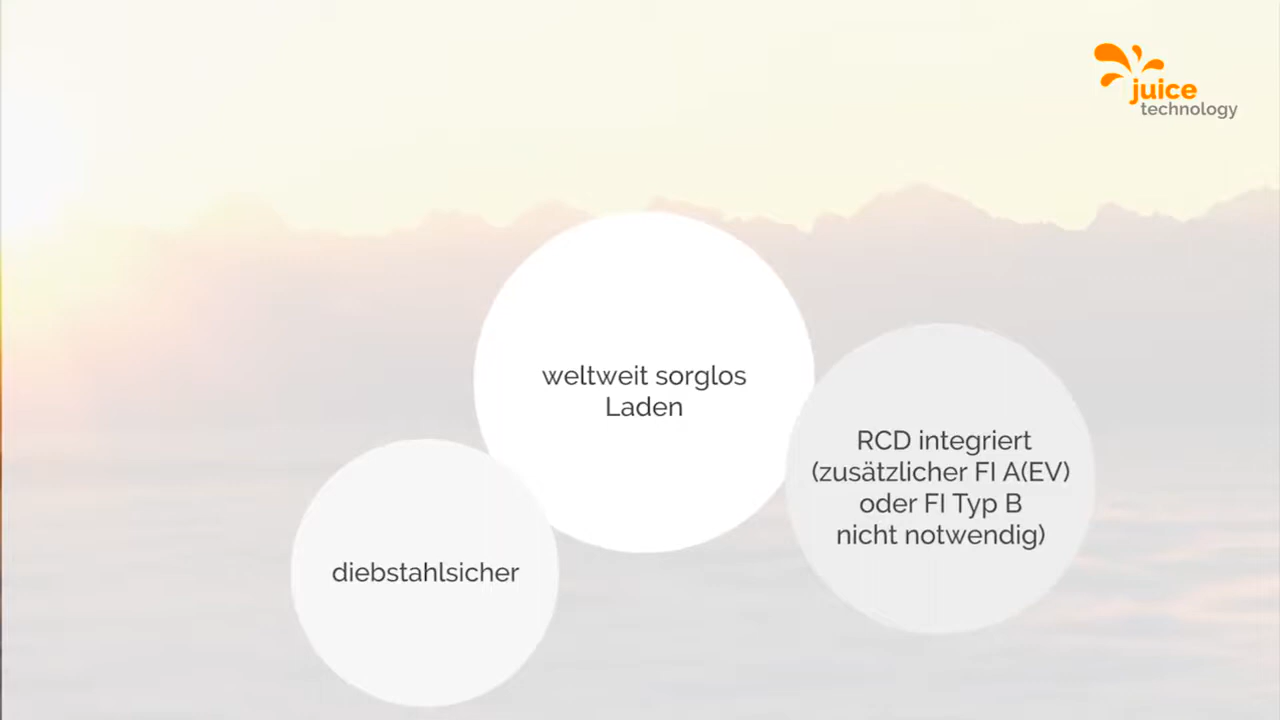 juice
technology
weltweit sorglos
Laden
RCD integriert
(zusätzlicher FI A(EV)
oder FI Typ B
nicht notwendig)
diebstahlsicher